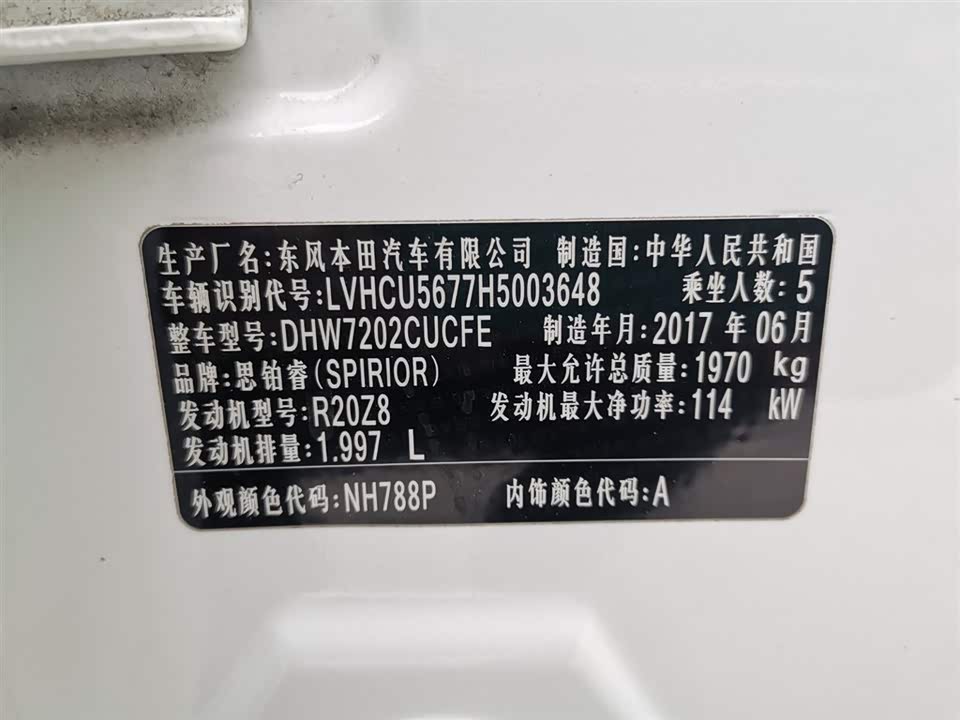 生产厂名:东风本田汽车有限公司 制造国:中华人民共和国
车辆识别代号:LVHCU5677H5003648 乘坐人数:5
整车型号:DHW7202CUCFE 制造年月:2017 年 06月
品牌:思铂睿(SPIRIOR) 最大允许总质量:1970 kg
发动机型号:R20Z8 发动机最大净功率:114 kW
发动机排量:1.997 L
外观颜色代码:NH788P 内饰颜色代码:A